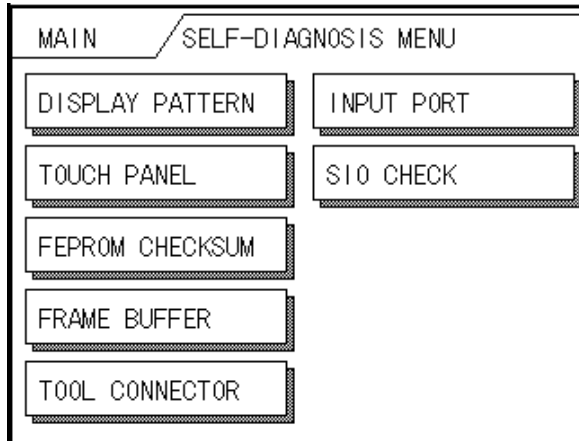 MAIN SELF-DIAGNOSIS MENU
DISPLAY PATTERN INPUT PORT
TOUCH PANEL SIO CHECK
FEPROM CHECKSUM
FRAME BUFFER
TOOL CONNECTOR